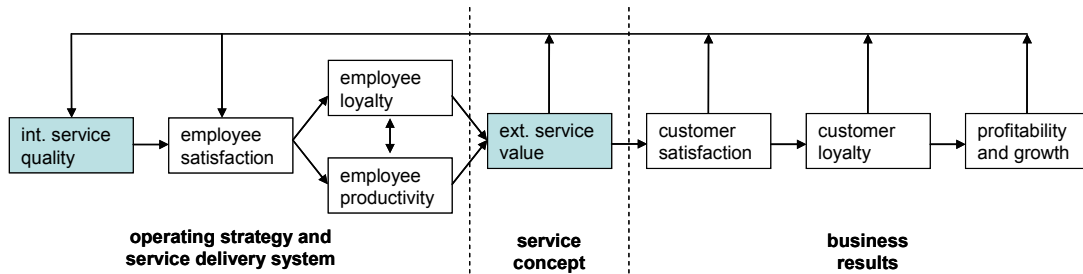 employee
loyalty
int. service
quality
employee
satisfaction
ext. service
value
customer
satisfaction
customer
loyalty
profitability
and growth
employee
productivity
operating strategy and
service delivery system
service
concept
business
results